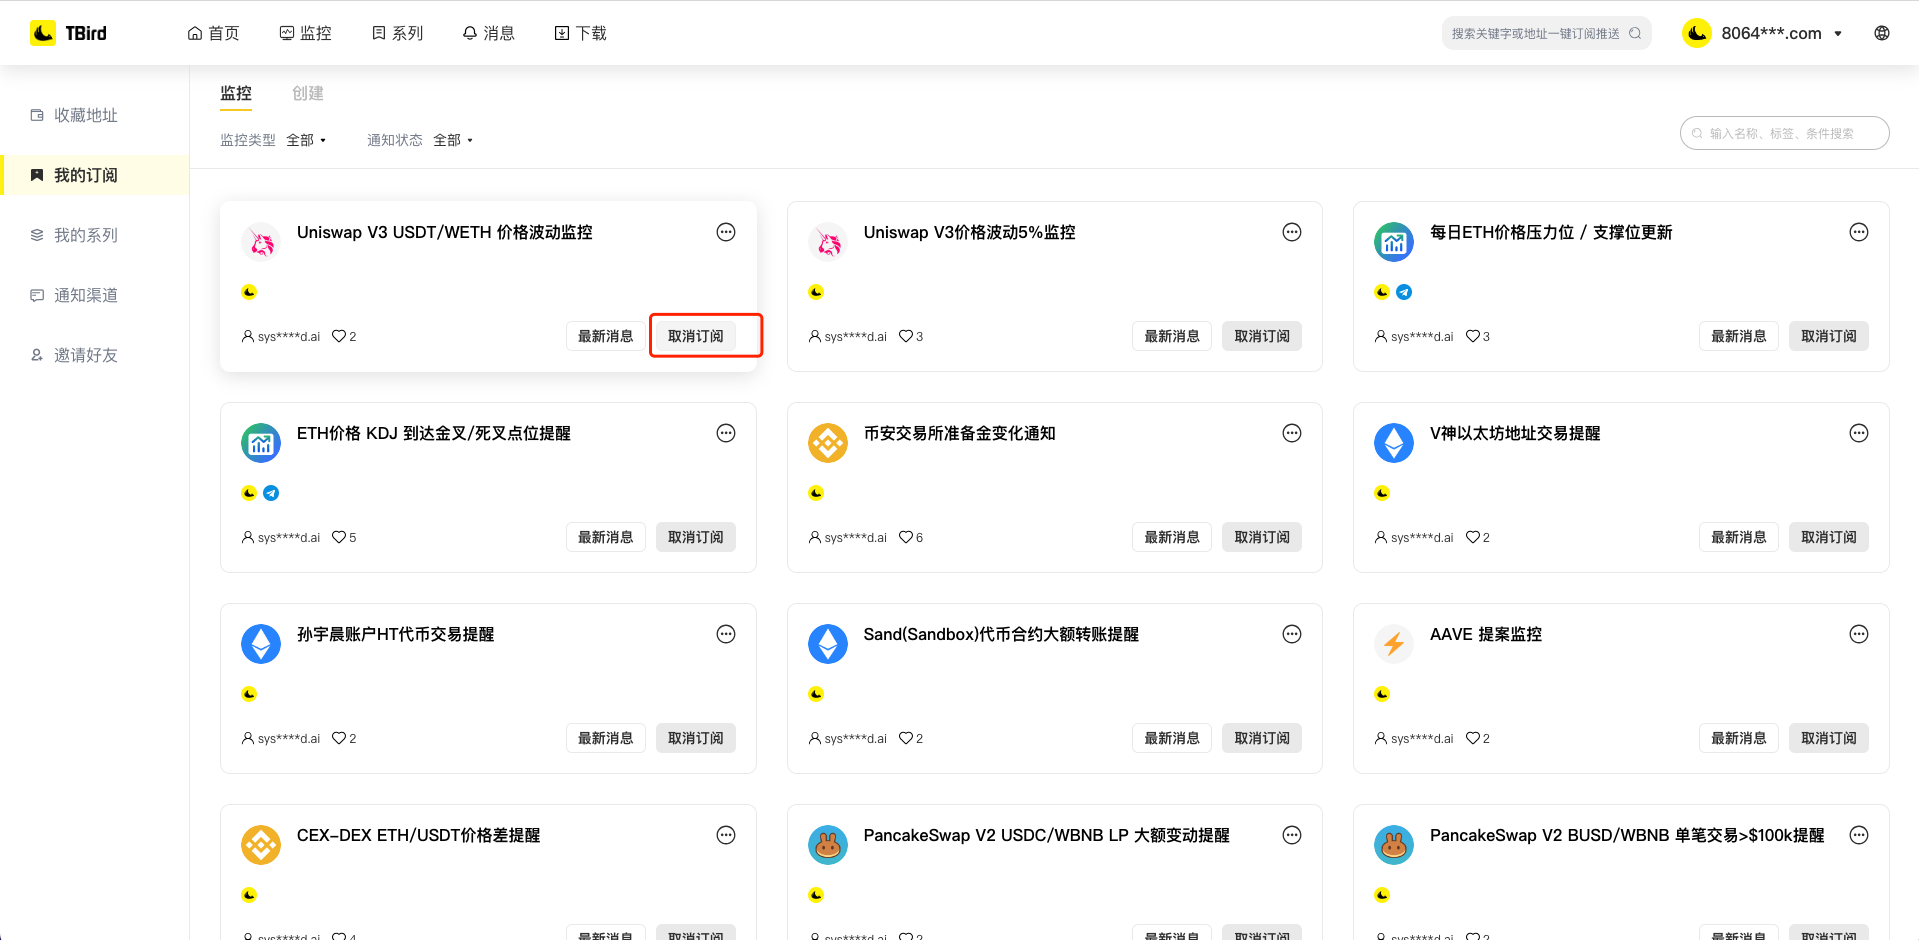 TBird
首页
监控
系列
消息
下载
搜索关键字或地址一键订阅推送
8064***.com
收藏地址
我的订阅
我的系列
通知渠道
邀请好友
监控
创建
监控类型 全部
通知状态 全部
输入名称、标签、条件搜索
Uniswap V3 USDT/WETH 价格波动监控
sys****d.ai 2
最新消息
取消订阅
Uniswap V3价格波动5%监控
sys****d.ai 3
最新消息
取消订阅
每日ETH价格压力位 / 支撑位更新
sys****d.ai 3
最新消息
取消订阅
ETH价格 KDJ 到达金叉/死叉点位提醒
sys****d.ai 5
最新消息
取消订阅
币安交易所准备金变化通知
sys****d.ai 6
最新消息
取消订阅
V神以太坊地址交易提醒
sys****d.ai 2
最新消息
取消订阅
孙宇晨账户HT代币交易提醒
sys****d.ai 2
最新消息
取消订阅
Sand(Sandbox)代币合约大额转账提醒
sys****d.ai 2
最新消息
取消订阅
AAVE 提案监控
sys****d.ai 2
最新消息
取消订阅
CEX-DEX ETH/USDT价格差提醒
sys****d.ai 4
最新消息
取消订阅
PancakeSwap V2 USDC/WBNB LP 大额变动提醒
sys****d.ai 2
最新消息
取消订阅
PancakeSwap V2 BUSD/WBNB 单笔交易>$100k提醒
sys****d.ai 2
最新消息
取消订阅